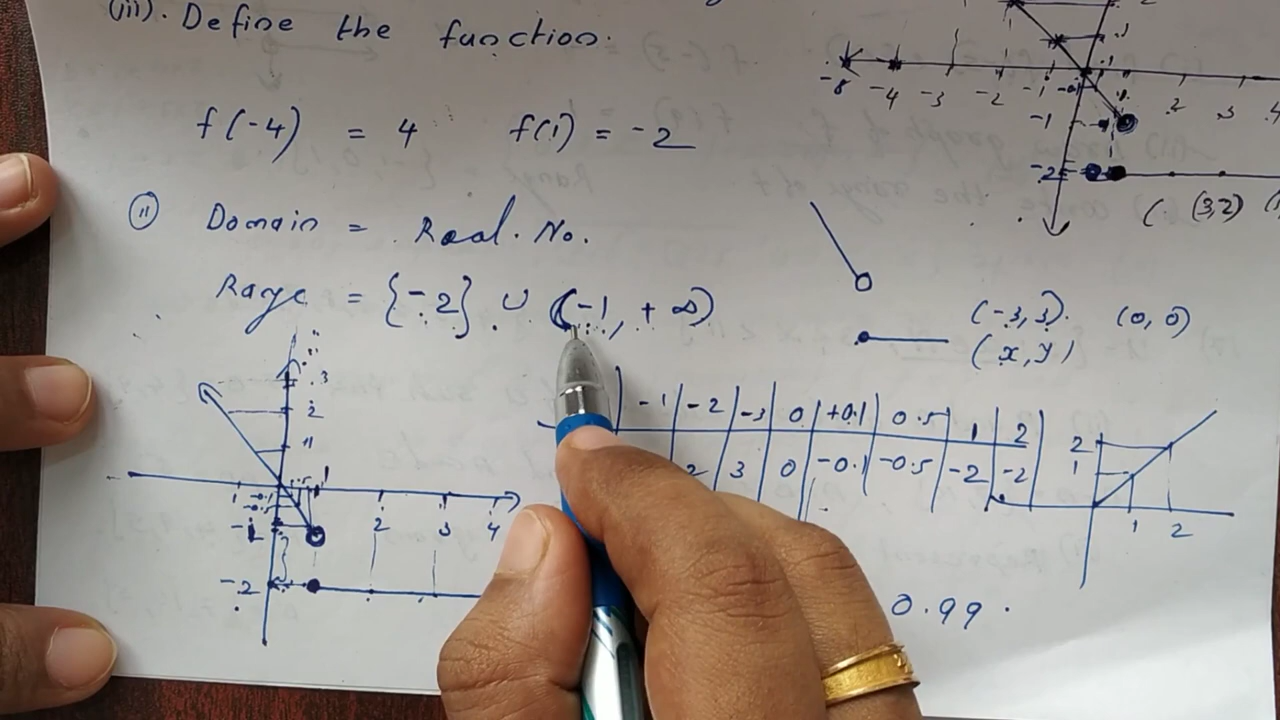 (iii). Define the function.
f(-4) = 4 f(1) = -2
(ii) Domain = Real. No.
Range = {-2} ∪ (-1, +∞)
-8 -4 -3 -2 -1 2 3 4
-1
-2
(3,2)
(-3,3). (0,0)
(x,y)
-1 -2 -3 0 +0.1 0.5 1 2
2 3 0 -0.1 -0.5 -2 -2
3
2
1
2 3 4
-2
2
1
1 2
0.99.